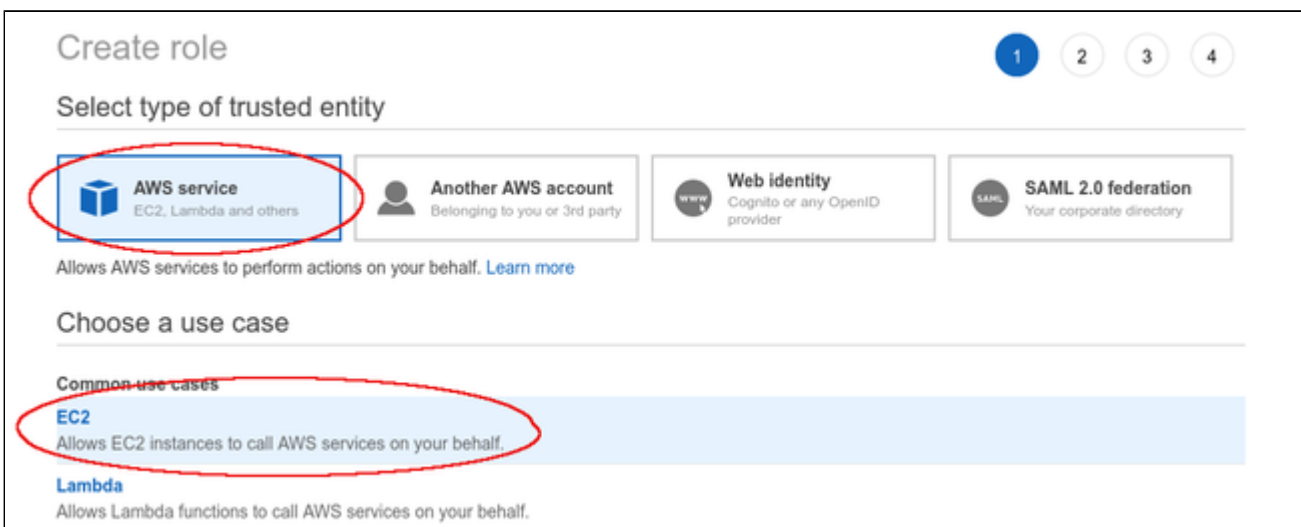 Create role
1 2 3 4
Select type of trusted entity
AWS service
EC2, Lambda and others
Another AWS account
Belonging to you or 3rd party
www
Web identity
Cognito or any OpenID
provider
SAML
SAML 2.0 federation
Your corporate directory
Allows AWS services to perform actions on your behalf. Learn more
Choose a use case
Common use cases
EC2
Allows EC2 instances to call AWS services on your behalf.
Lambda
Allows Lambda functions to call AWS services on your behalf.